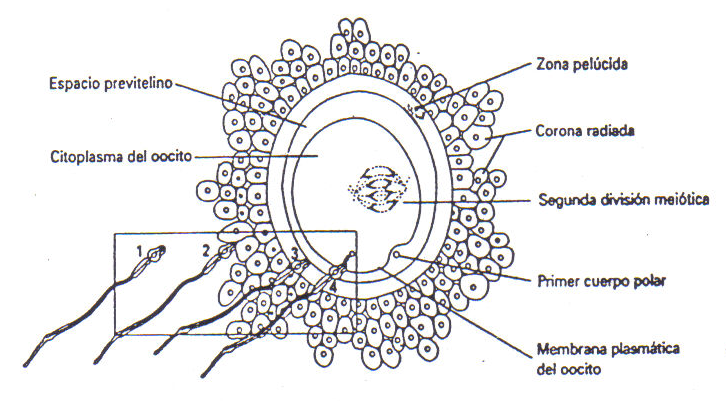 Espacio previtelino
Citoplasma del oocito
Zona pelúcida
Corona radiada
Segunda división meiótica
Primer cuerpo polar
Membrana plasmática
del oocito
1
2
3
4